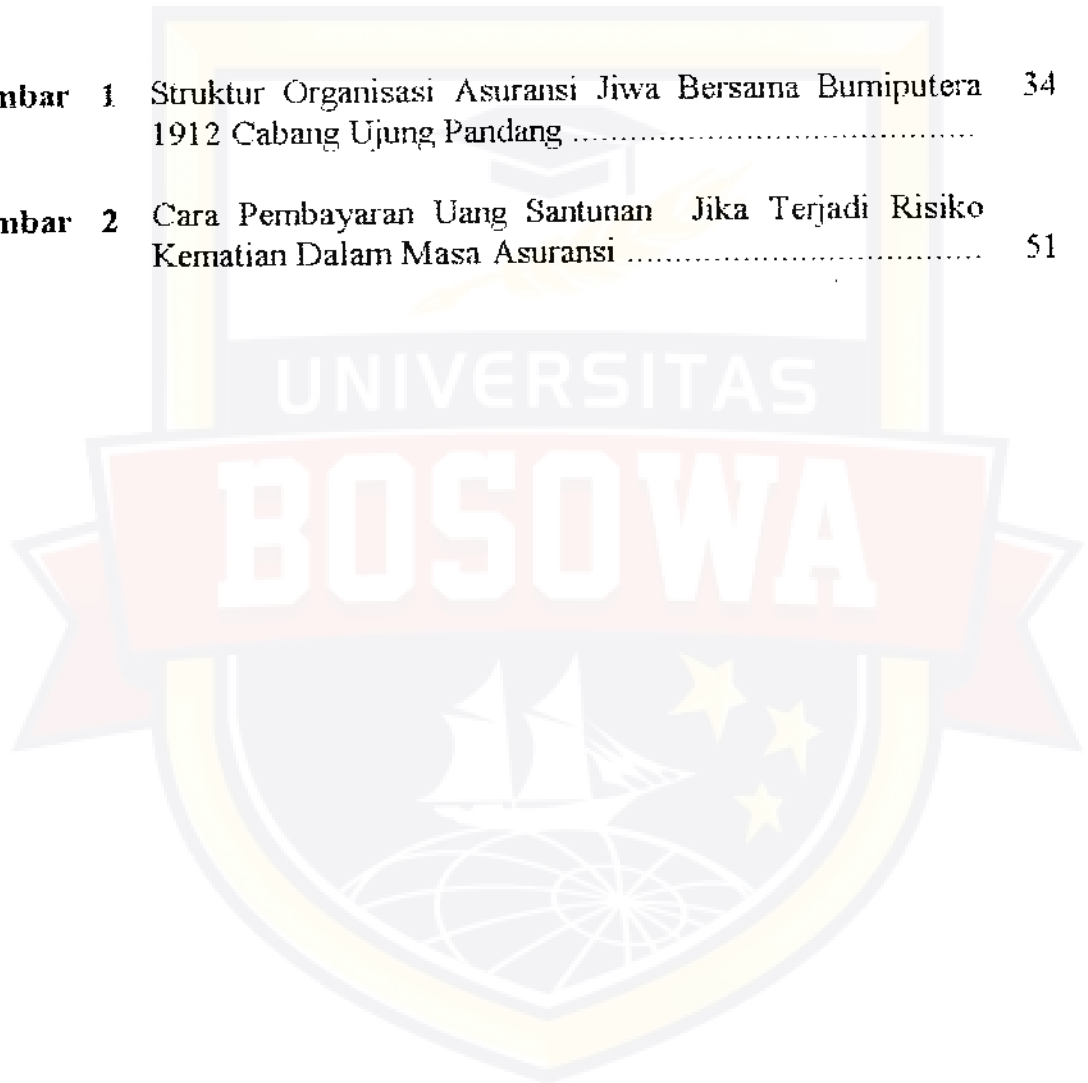 mbar 1 Struktur Organisasi Asuransi Jiwa Bersama Bumiputera 34
1912 Cabang Ujung Pandang ..........................................
mbar 2 Cara Pembayaran Uang Santunan Jika Terjadi Risiko
Kematian Dalam Masa Asuransi ..................................... 51
UNIVERSITAS
BOSOWA